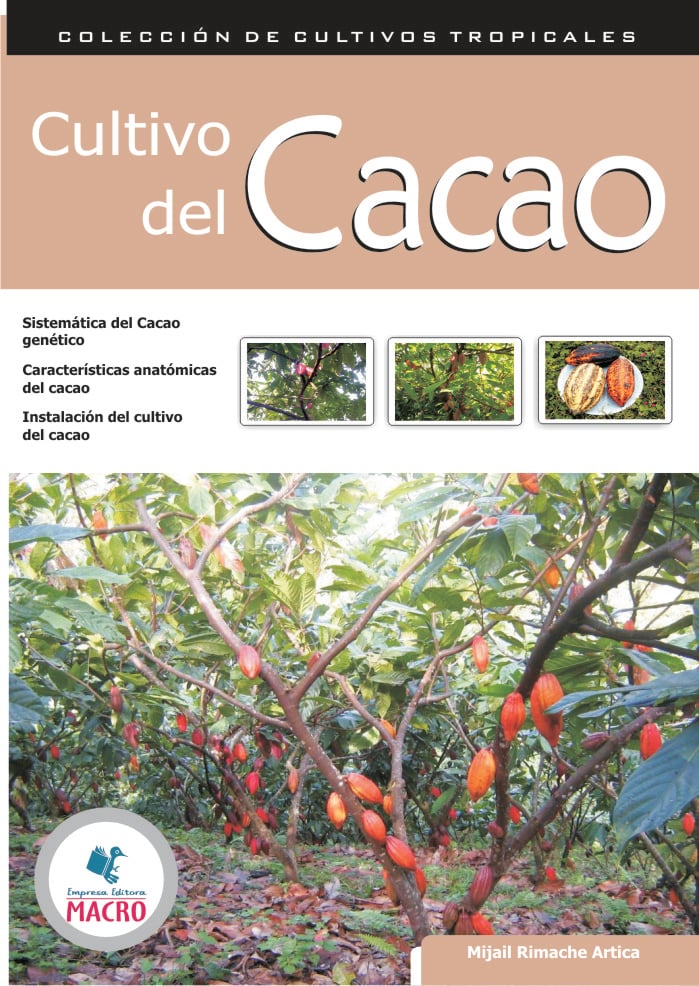 COLECCIÓN DE CULTIVOS TROPICALES
Cultivo
del Cacao
Sistemática del Cacao
genético
Características anatómicas
del cacao
Instalación del cultivo
del cacao
Empresa Editora
MACRO
Mijail Rimache Artica